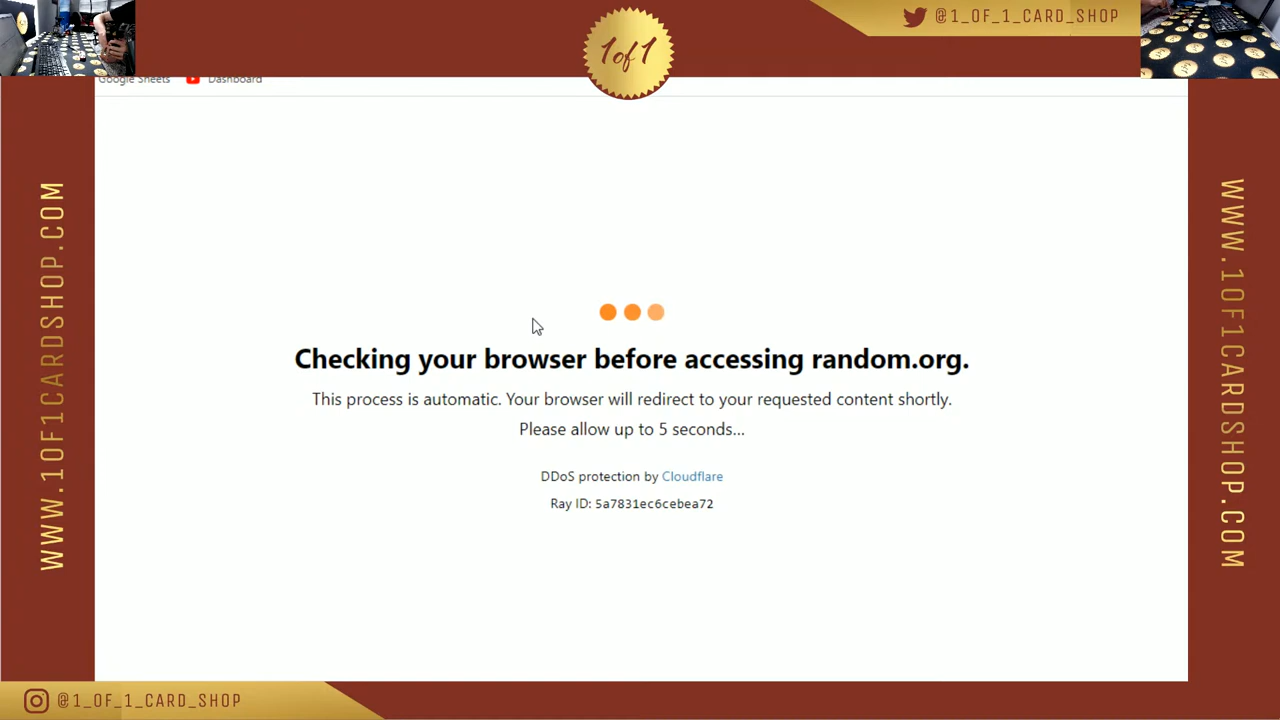 @1_OF_1_CARD_SHOP
1of1
Google Sheets
Dashboard
WWW.1OF1CARDSHOP.COM
WWW.1OF1CARDSHOP.COM
Checking your browser before accessing random.org.
This process is automatic. Your browser will redirect to your requested content shortly.
Please allow up to 5 seconds...
DDoS protection by Cloudflare
Ray ID: 5a7831ec6cebea72
@1_OF_1_CARD_SHOP